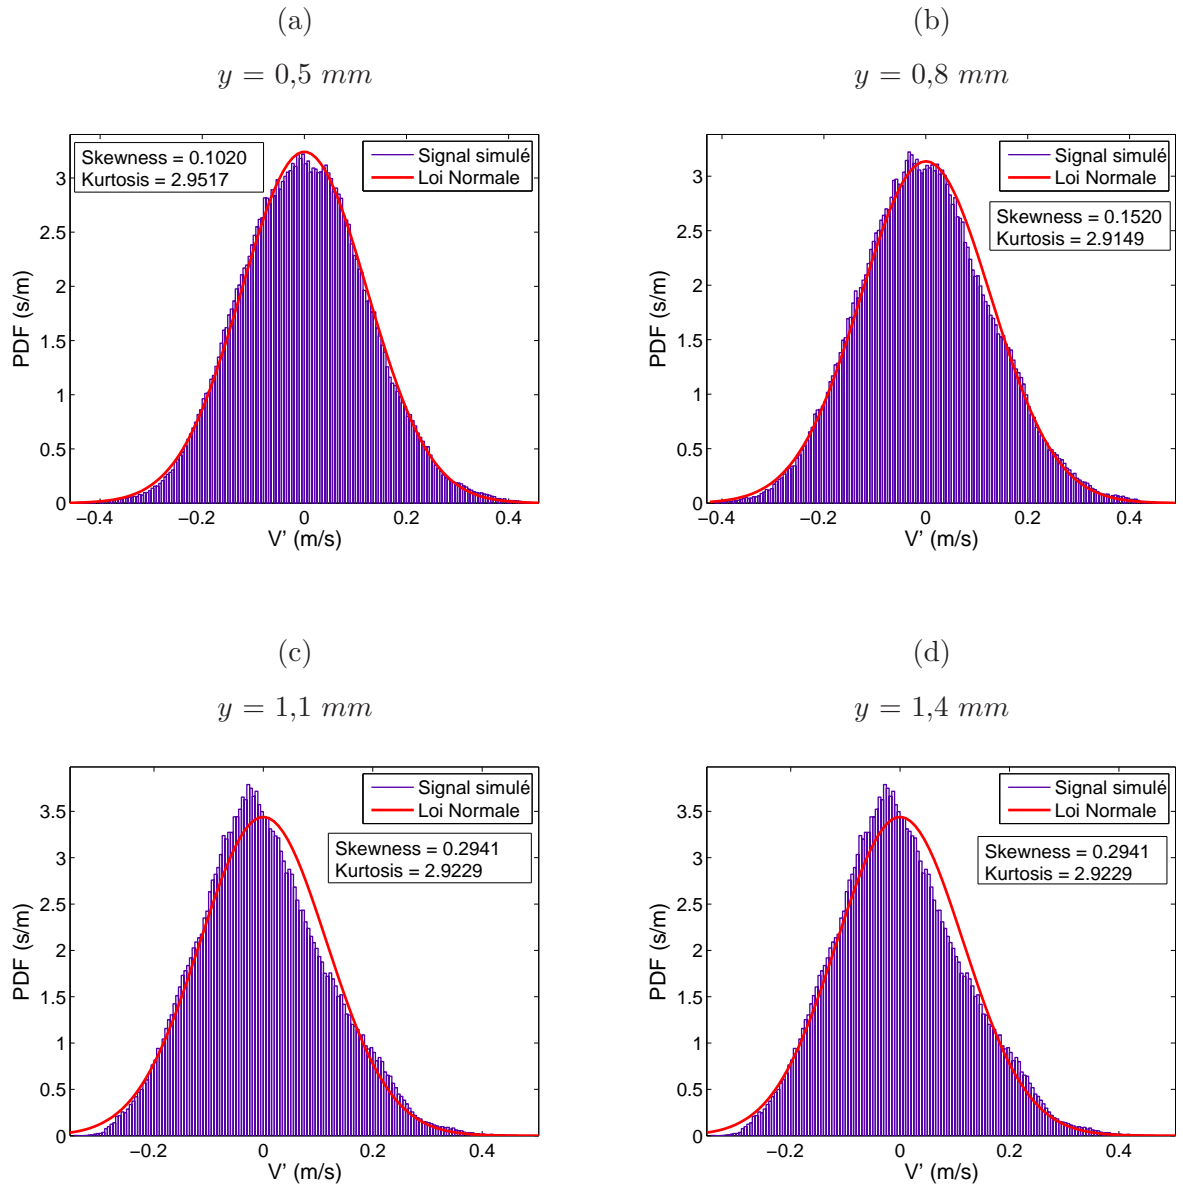 (a)
y = 0,5 mm
Skewness = 0.1020
Kurtosis = 2.9517
Signal simulé
Loi Normale
3
2.5
2
1.5
1
0.5
0
−0.4
−0.2
0
0.2
0.4
PDF (s/m)
V' (m/s)
(b)
y = 0,8 mm
Signal simulé
Loi Normale
Skewness = 0.1520
Kurtosis = 2.9149
3
2.5
2
1.5
1
0.5
0
−0.4
−0.2
0
0.2
0.4
PDF (s/m)
V' (m/s)
(c)
y = 1,1 mm
Signal simulé
Loi Normale
Skewness = 0.2941
Kurtosis = 2.9229
3.5
3
2.5
2
1.5
1
0.5
0
−0.2
0
0.2
0.4
PDF (s/m)
V' (m/s)
(d)
y = 1,4 mm
Signal simulé
Loi Normale
Skewness = 0.2941
Kurtosis = 2.9229
3.5
3
2.5
2
1.5
1
0.5
0
−0.2
0
0.2
0.4
PDF (s/m)
V' (m/s)